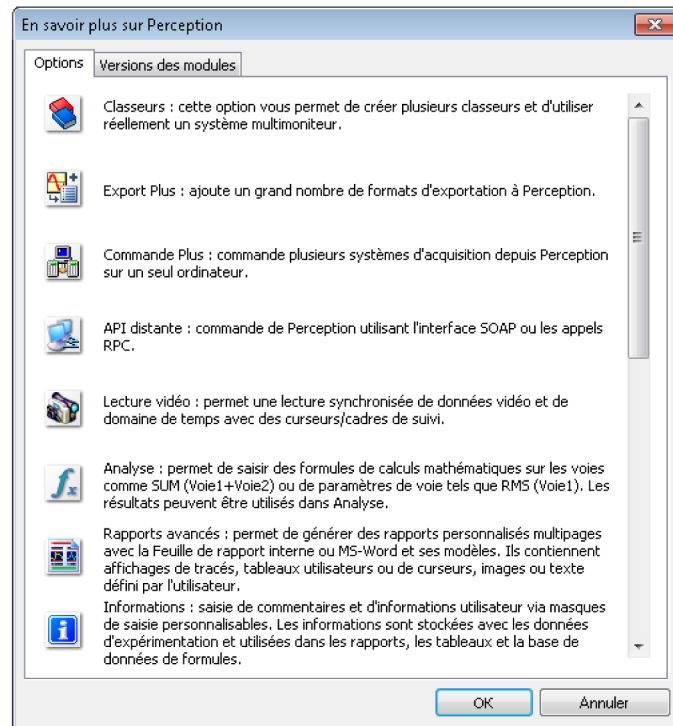 En savoir plus sur Perception
Options
Versions des modules
Classeurs : cette option vous permet de créer plusieurs classeurs et d'utiliser
réellement un système multimoniteur.
Export Plus : ajoute un grand nombre de formats d'exportation à Perception.
Commande Plus : commande plusieurs systèmes d'acquisition depuis Perception
sur un seul ordinateur.
API distante : commande de Perception utilisant l'interface SOAP ou les appels
RPC.
Lecture vidéo : permet une lecture synchronisée de données vidéo et de
domaine de temps avec des curseurs/cadres de suivi.
Analyse : permet de saisir des formules de calculs mathématiques sur les voies
comme SUM (Voie1+Voie2) ou de paramètres de voie tels que RMS (Voie1). Les
résultats peuvent être utilisés dans Analyse.
Rapports avancés : permet de générer des rapports personnalisés multipages
avec la Feuille de rapport interne ou MS-Word et ses modèles. Ils contiennent
affichages de tracés, tableaux utilisateurs ou de curseurs, images ou texte
défini par l'utilisateur.
Informations : saisie de commentaires et d'informations utilisateur via masques
de saisie personnalisables. Les informations sont stockées avec les données
d'expérimentation et utilisées dans les rapports, les tableaux et la base de
données de formules.
OK
Annuler